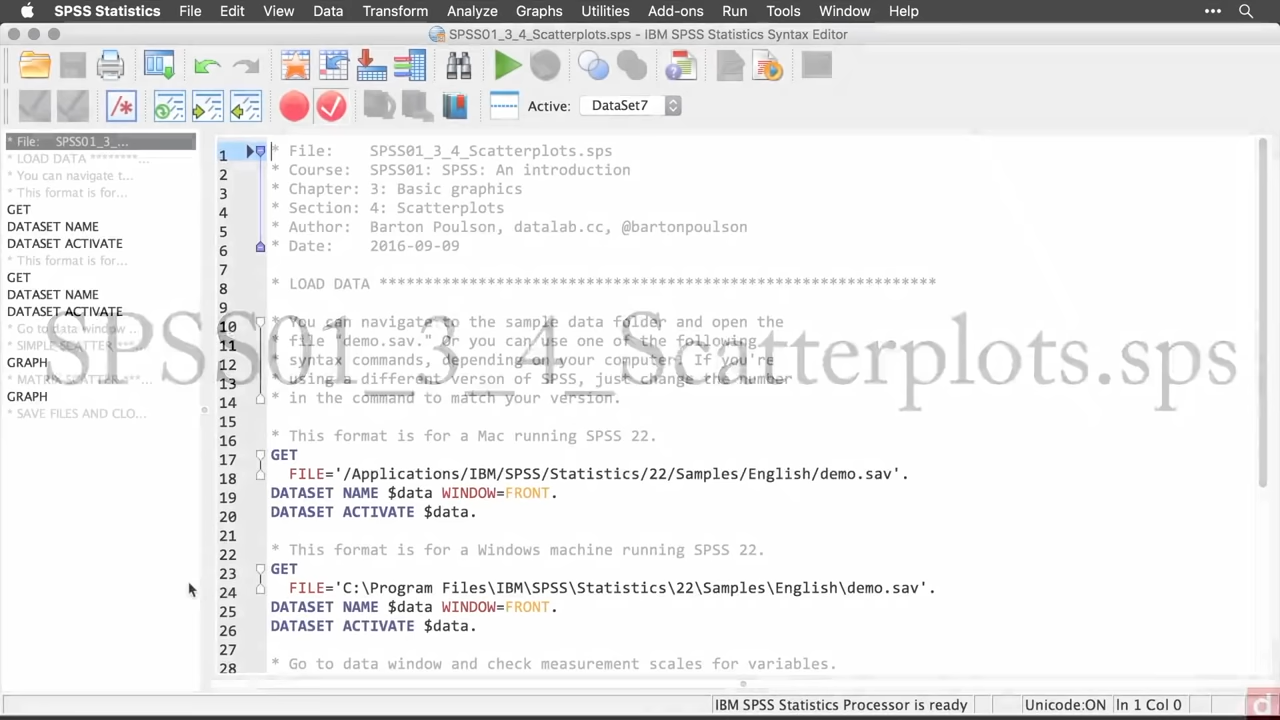 SPSS Statistics File Edit View Data Transform Analyze Graphs Utilities Add-ons Run Tools Window Help
SPSS01_3_4_Scatterplots.sps - IBM SPSS Statistics Syntax Editor
Active: DataSet7
* File: SPSS01_3_...
* LOAD DATA ********...
* You can navigate t...
* This format is for...
GET
DATASET NAME
DATASET ACTIVATE
* This format is for...
GET
DATASET NAME
DATASET ACTIVATE
* Go to data window ...
* SIMPLE SCATTER ***...
GRAPH
* MATRIX SCATTER ***...
GRAPH
* SAVE FILES AND CLO...
1 * File: SPSS01_3_4_Scatterplots.sps
2 * Course: SPSS01: SPSS: An introduction
3 * Chapter: 3: Basic graphics
4 * Section: 4: Scatterplots
5 * Author: Barton Poulson, datalab.cc, @bartonpoulson
6 * Date: 2016-09-09
7
8 * LOAD DATA **************************************************************
9
10 * You can navigate to the sample data folder and open the
11 * file "demo.sav." Or you can use one of the following
12 * syntax commands, depending on your computer. If you're
13 * using a different verson of SPSS, just change the number
14 * in the command to match your version.
15
16 * This format is for a Mac running SPSS 22.
17 GET
18 FILE='/Applications/IBM/SPSS/Statistics/22/Samples/English/demo.sav'.
19 DATASET NAME $data WINDOW=FRONT.
20 DATASET ACTIVATE $data.
21
22 * This format is for a Windows machine running SPSS 22.
23 GET
24 FILE='C:\Program Files\IBM\SPSS\Statistics\22\Samples\English\demo.sav'.
25 DATASET NAME $data WINDOW=FRONT.
26 DATASET ACTIVATE $data.
27
28 * Go to data window and check measurement scales for variables.
SPSS01_3_4_Scatterplots.sps
IBM SPSS Statistics Processor is ready Unicode:ON In 1 Col 0
d